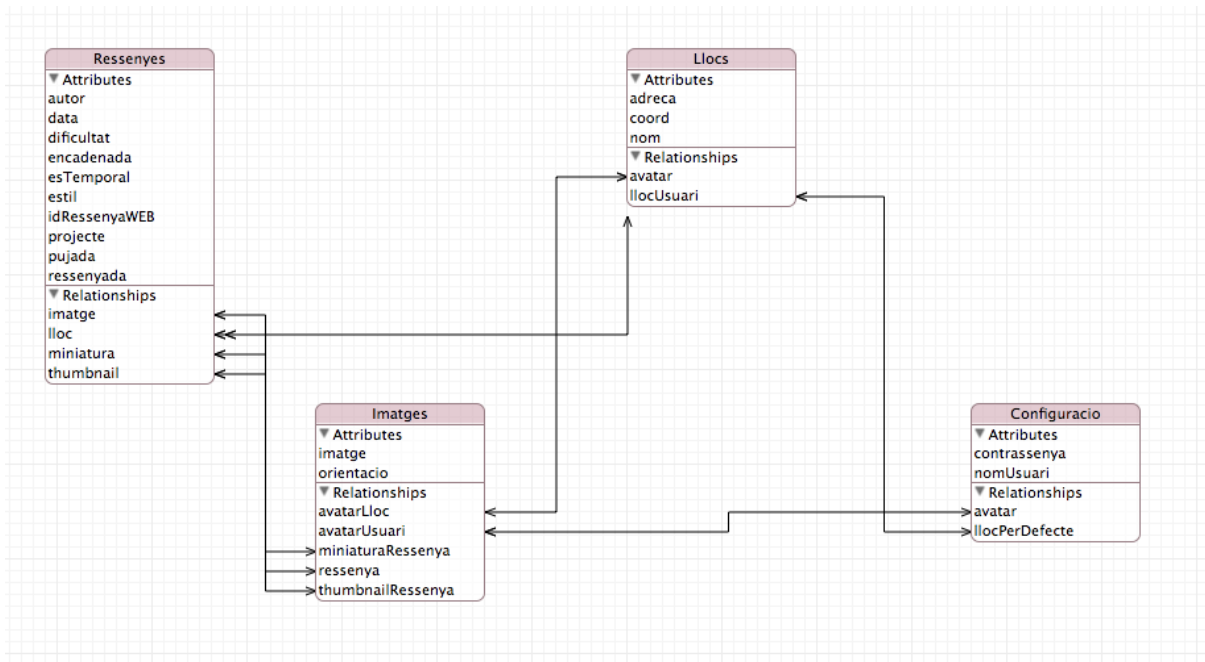 Ressenyes
Attributes
autor
data
dificultat
encadenada
esTemporal
estil
idRessenyaWEB
projecte
pujada
ressenyada
Relationships
imatge
lloc
miniatura
thumbnail
Llocs
Attributes
adreca
coord
nom
Relationships
avatar
llocUsuari
Imatges
Attributes
imatge
orientacio
Relationships
avatarLloc
avatarUsuari
miniaturaRessenya
ressenya
thumbnailRessenya
Configuracio
Attributes
contrassenya
nomUsuari
Relationships
avatar
llocPerDefecte